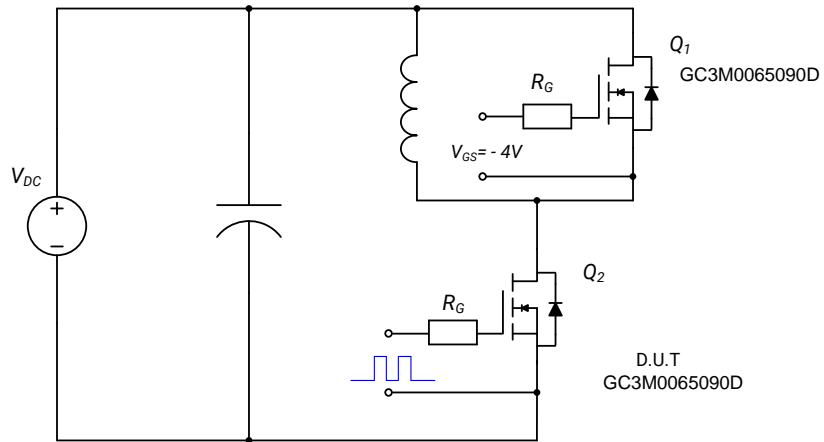 Q1
GC3M0065090D
RG
VGS= - 4V
VDC
+
−
Q2
RG
D.U.T
GC3M0065090D